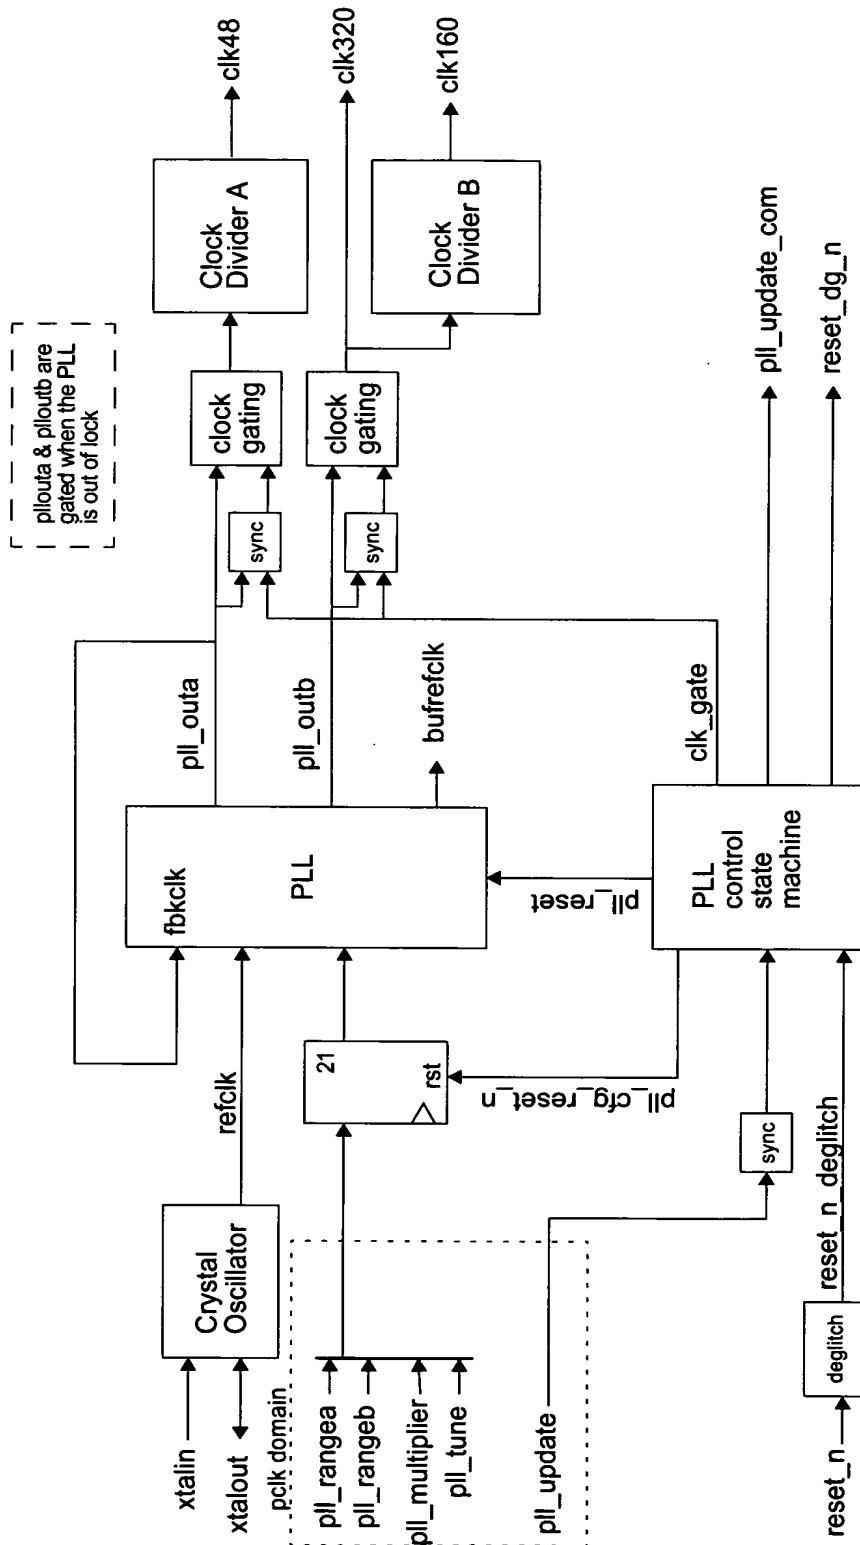 xtalin
xtalout
Crystal
Oscillator
refclk
pclk domain
pll_rangea
pll_rangeb
pll_multiplier
pll_tune
pll_update
21
rst
fbkclk
PLL
pll_outa
pll_outb
bufrefclk
pll_reset
pll_cfg_reset_n
sync
sync
clock
gating
clock
gating
pllouta &plloutb are
gated when the PLL
is out of lock
Clock
Divider A
Clock
Divider B
clk48
clk320
clk160
clk_gate
PLL
control
state
machine
pll_update_com
reset_dg_n
sync
reset_n_deglitch
deglitch
reset_n